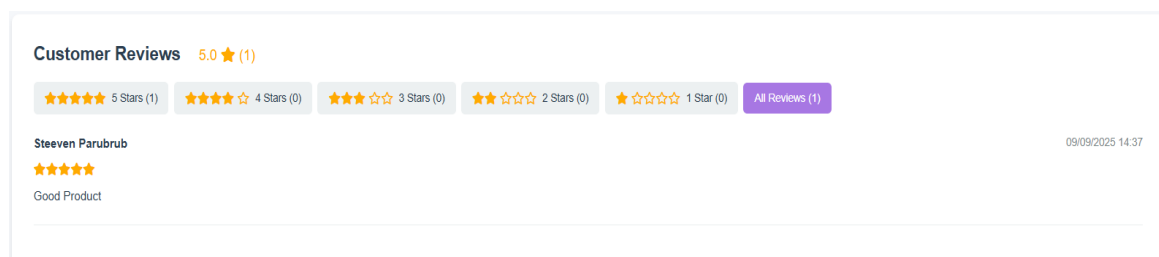 Customer Reviews 5.0 ★ (1)
★★★★★ 5 Stars (1) ★★★★☆ 4 Stars (0) ★★★☆☆ 3 Stars (0) ★★☆☆☆ 2 Stars (0) ★☆☆☆☆ 1 Star (0) All Reviews (1)
Steeven Parubrub 09/09/2025 14:37
★★★★★
Good Product